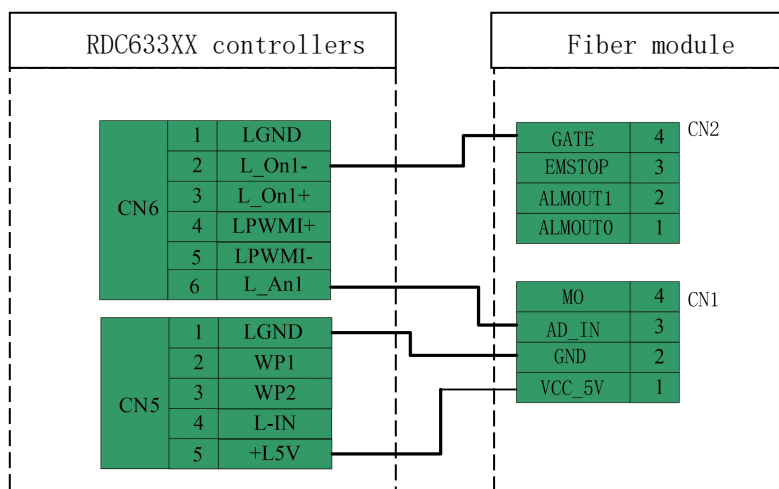 RDC633XX controllers
Fiber module
CN6
1 LGND
2 L_On1-
3 L_On1+
4 LPWMI+
5 LPWMI-
6 L_An1
CN5
1 LGND
2 WP1
3 WP2
4 L-IN
5 +L5V
CN2
GATE 4
EMSTOP 3
ALMOUT1 2
ALMOUT0 1
CN1
MO 4
AD_IN 3
GND 2
VCC_5V 1